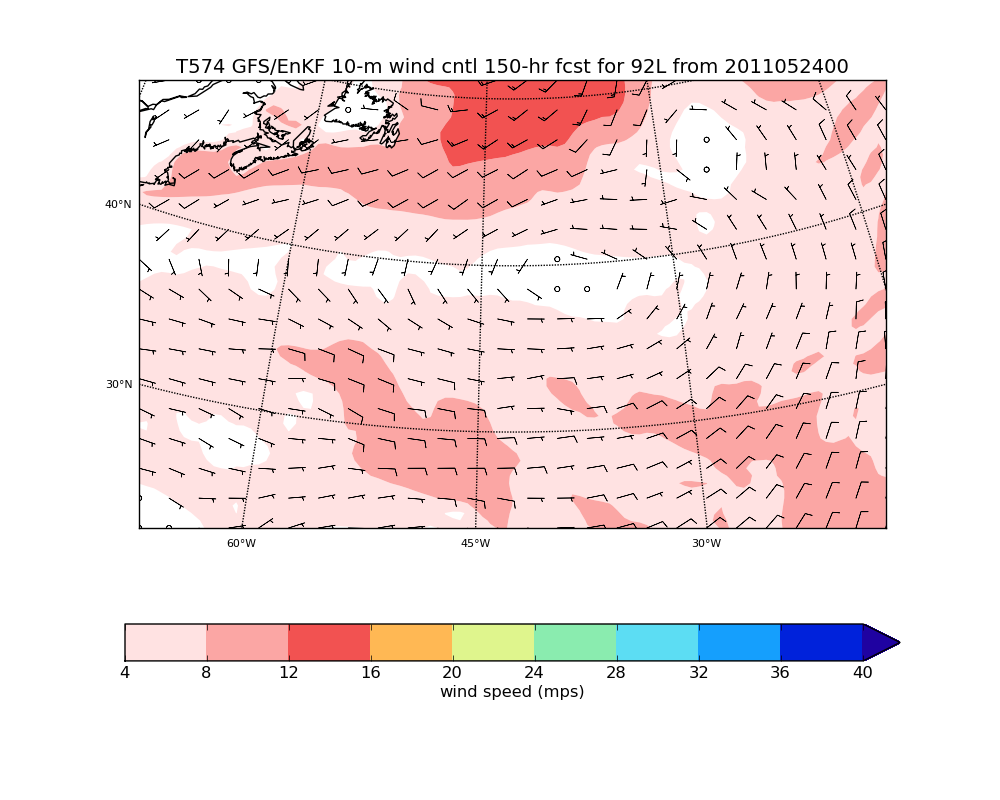 T574 GFS/EnKF 10-m wind cntl 150-hr fcst for 92L from 2011052400
40°N
30°N
60°W 45°W 30°W
4 8 12 16 20 24 28 32 36 40
wind speed (mps)